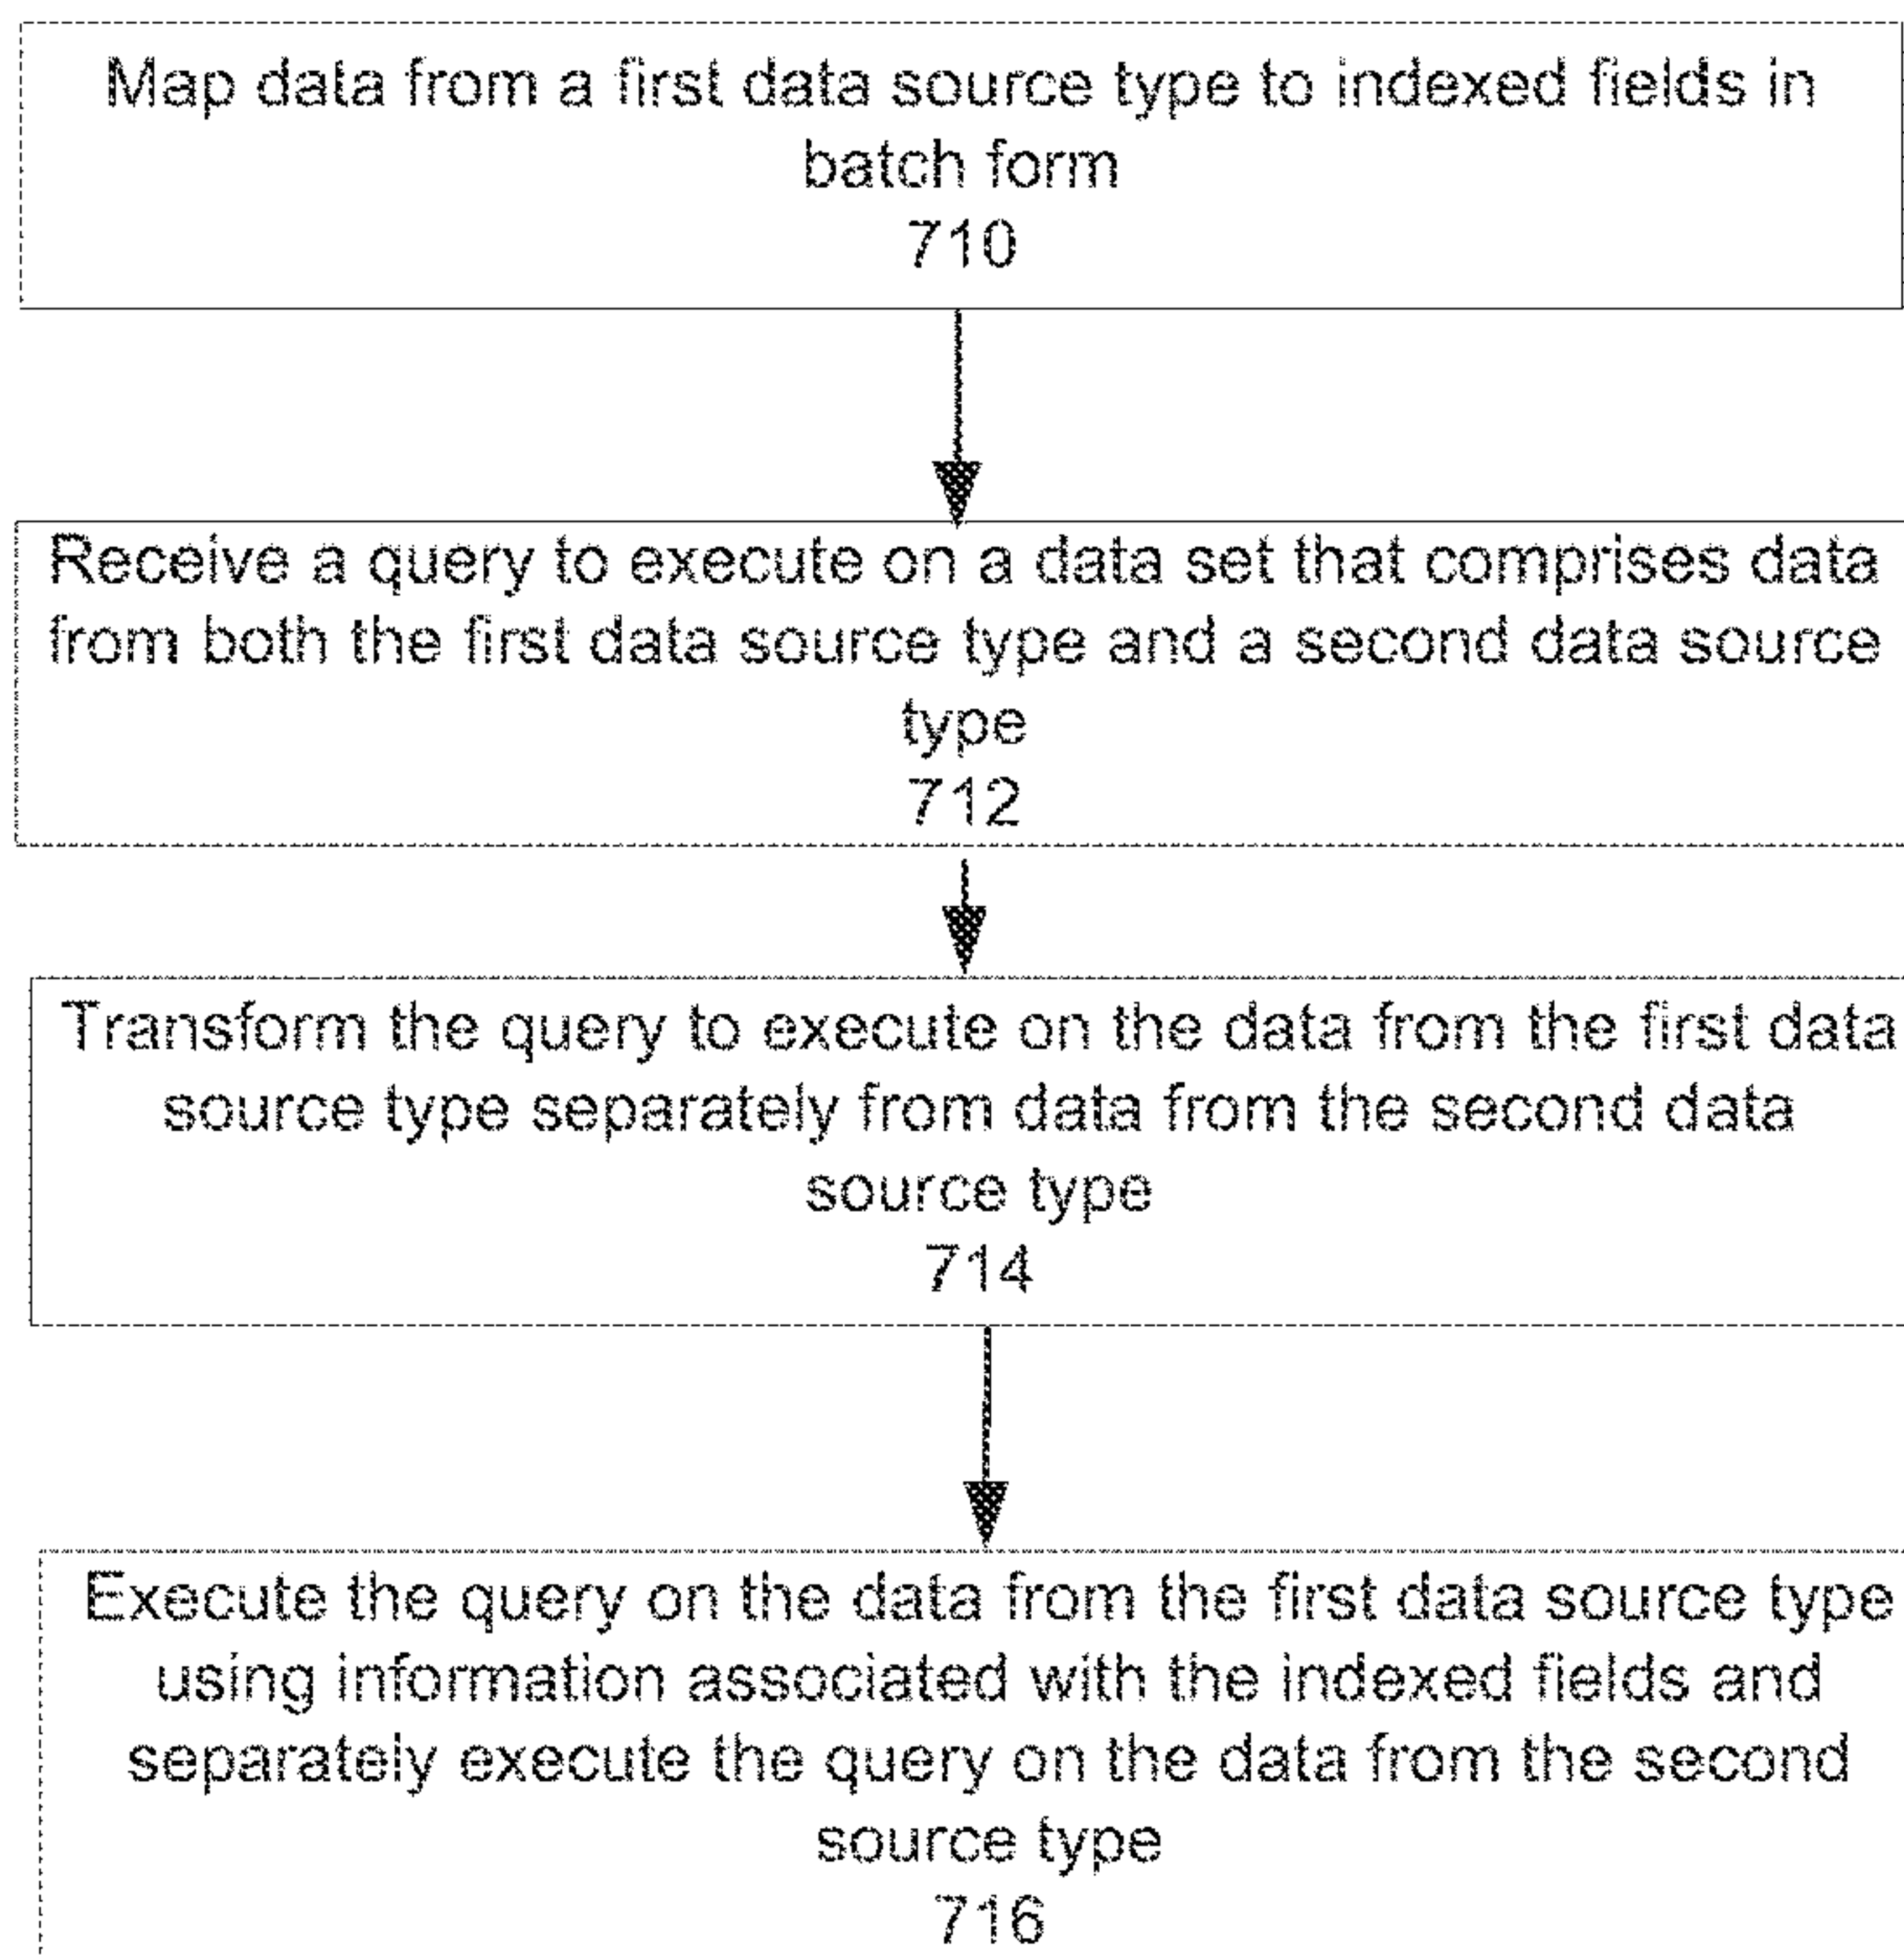 Map data from a first data source type to indexed fields in
batch form
710
Receive a query to execute on a data set that comprises data
from both the first data source type and a second data source
type
712
Transform the query to execute on the data from the first data
source type separately from data from the second data
source type
714
Execute the query on the data from the first data source type
using information associated with the indexed fields and
separately execute the query on the data from the second
source type
716